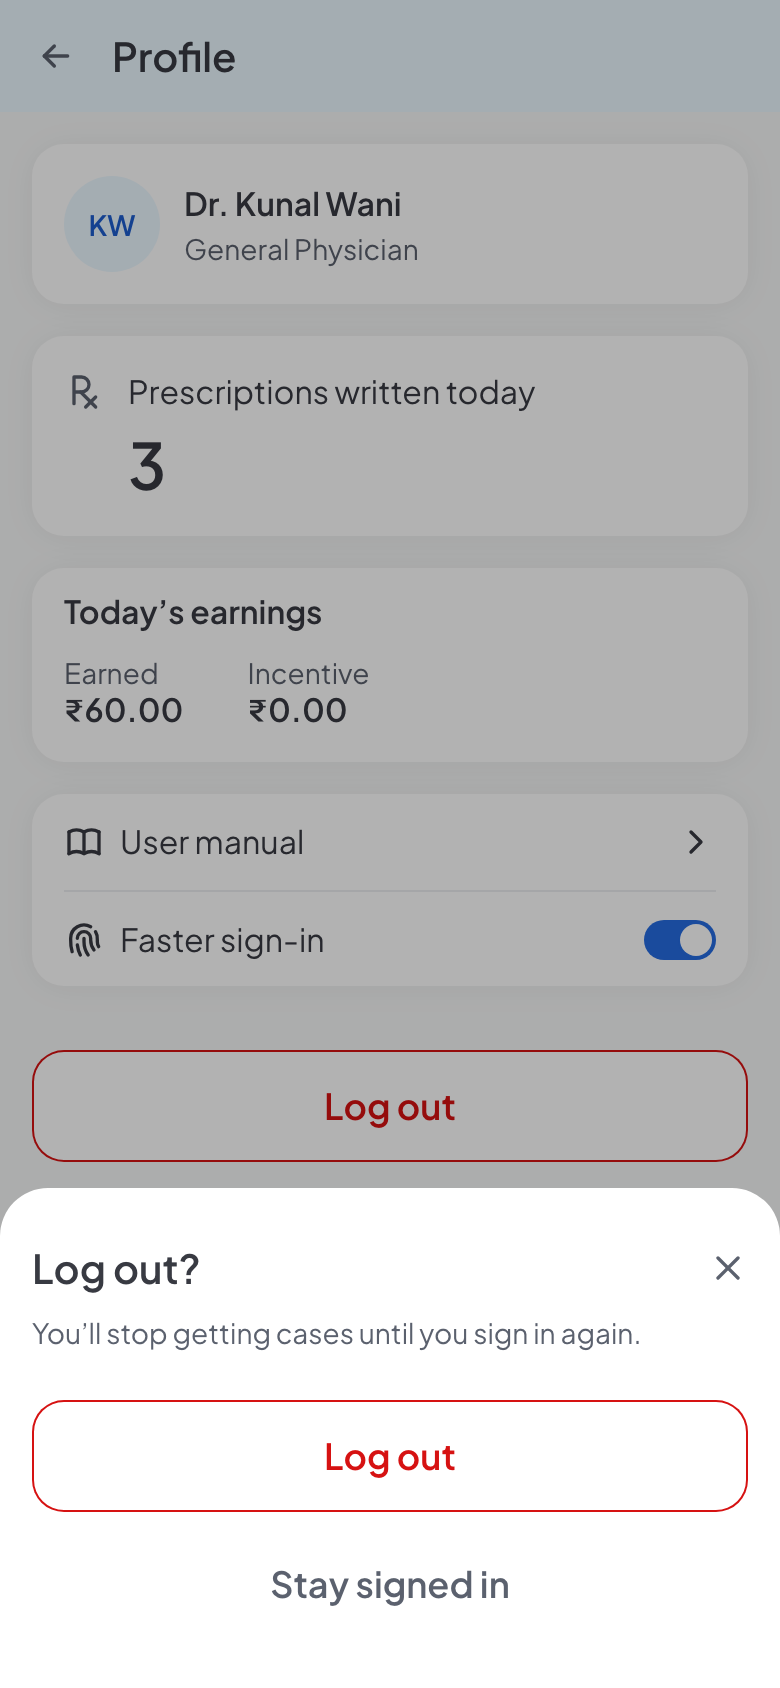 Profile
KW
Dr. Kunal Wani
General Physician
Prescriptions written today
3
Today’s earnings
Earned Incentive
₹60.00 ₹0.00
User manual
Faster sign-in
Log out
Log out?
You’ll stop getting cases until you sign in again.
Log out
Stay signed in